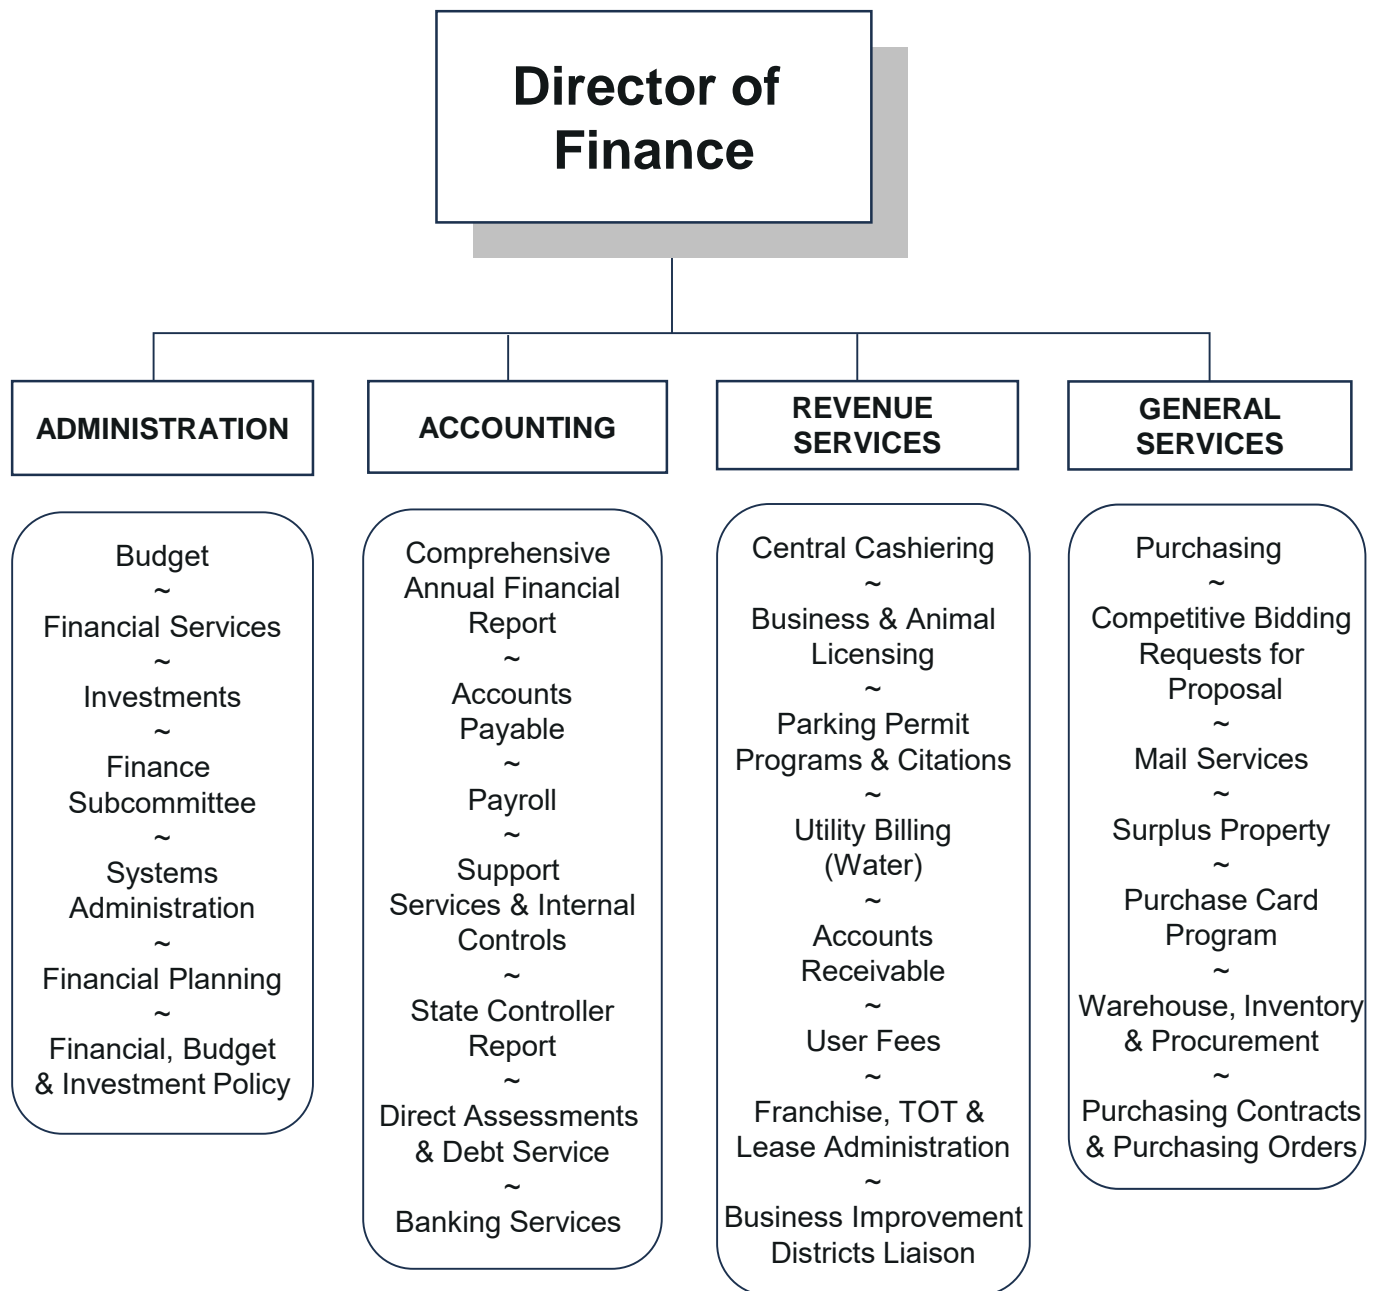 Director of
Finance
ADMINISTRATION
ACCOUNTING
REVENUE
SERVICES
GENERAL
SERVICES
Budget
~
Financial Services
~
Investments
~
Finance
Subcommittee
~
Systems
Administration
~
Financial Planning
~
Financial, Budget
& Investment Policy
Comprehensive
Annual Financial
Report
~
Accounts
Payable
~
Payroll
~
Support
Services & Internal
Controls
~
State Controller
Report
~
Direct Assessments
& Debt Service
~
Banking Services
Central Cashiering
~
Business & Animal
Licensing
~
Parking Permit
Programs & Citations
~
Utility Billing
(Water)
~
Accounts
Receivable
~
User Fees
~
Franchise, TOT &
Lease Administration
~
Business Improvement
Districts Liaison
Purchasing
~
Competitive Bidding
Requests for
Proposal
~
Mail Services
~
Surplus Property
~
Purchase Card
Program
~
Warehouse, Inventory
& Procurement
~
Purchasing Contracts
& Purchasing Orders